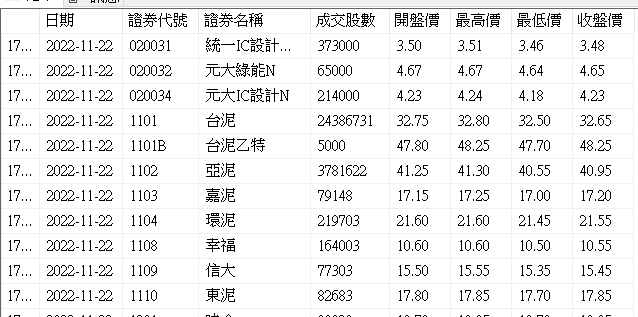 日期 證券代號 證券名稱 成交股數 開盤價 最高價 最低價 收盤價
17... 2022-11-22 020031 統一IC設計... 373000 3.50 3.51 3.46 3.48
17... 2022-11-22 020032 元大綠能N 65000 4.67 4.67 4.64 4.65
17... 2022-11-22 020034 元大IC設計N 214000 4.23 4.24 4.18 4.23
17... 2022-11-22 1101 台泥 24386731 32.75 32.80 32.50 32.65
17... 2022-11-22 1101B 台泥乙特 5000 47.80 48.25 47.70 48.25
17... 2022-11-22 1102 亞泥 3781622 41.25 41.30 40.55 40.95
17... 2022-11-22 1103 嘉泥 79148 17.15 17.25 17.00 17.20
17... 2022-11-22 1104 環泥 219703 21.60 21.60 21.45 21.55
17... 2022-11-22 1108 幸福 164003 10.60 10.60 10.50 10.55
17... 2022-11-22 1109 信大 77303 15.50 15.55 15.35 15.45
17... 2022-11-22 1110 東泥 82683 17.80 17.85 17.70 17.85